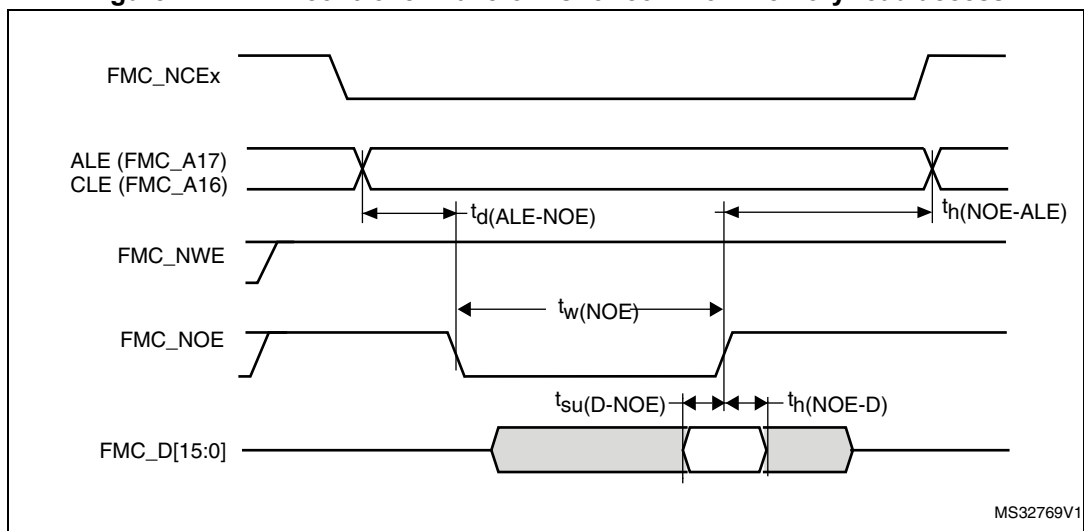 FMC_NCEx
ALE (FMC_A17)
CLE (FMC_A16)
td(ALE-NOE)
th(NOE-ALE)
FMC_NWE
tw(NOE)
FMC_NOE
tsu(D-NOE)
th(NOE-D)
FMC_D[15:0]
MS32769V1